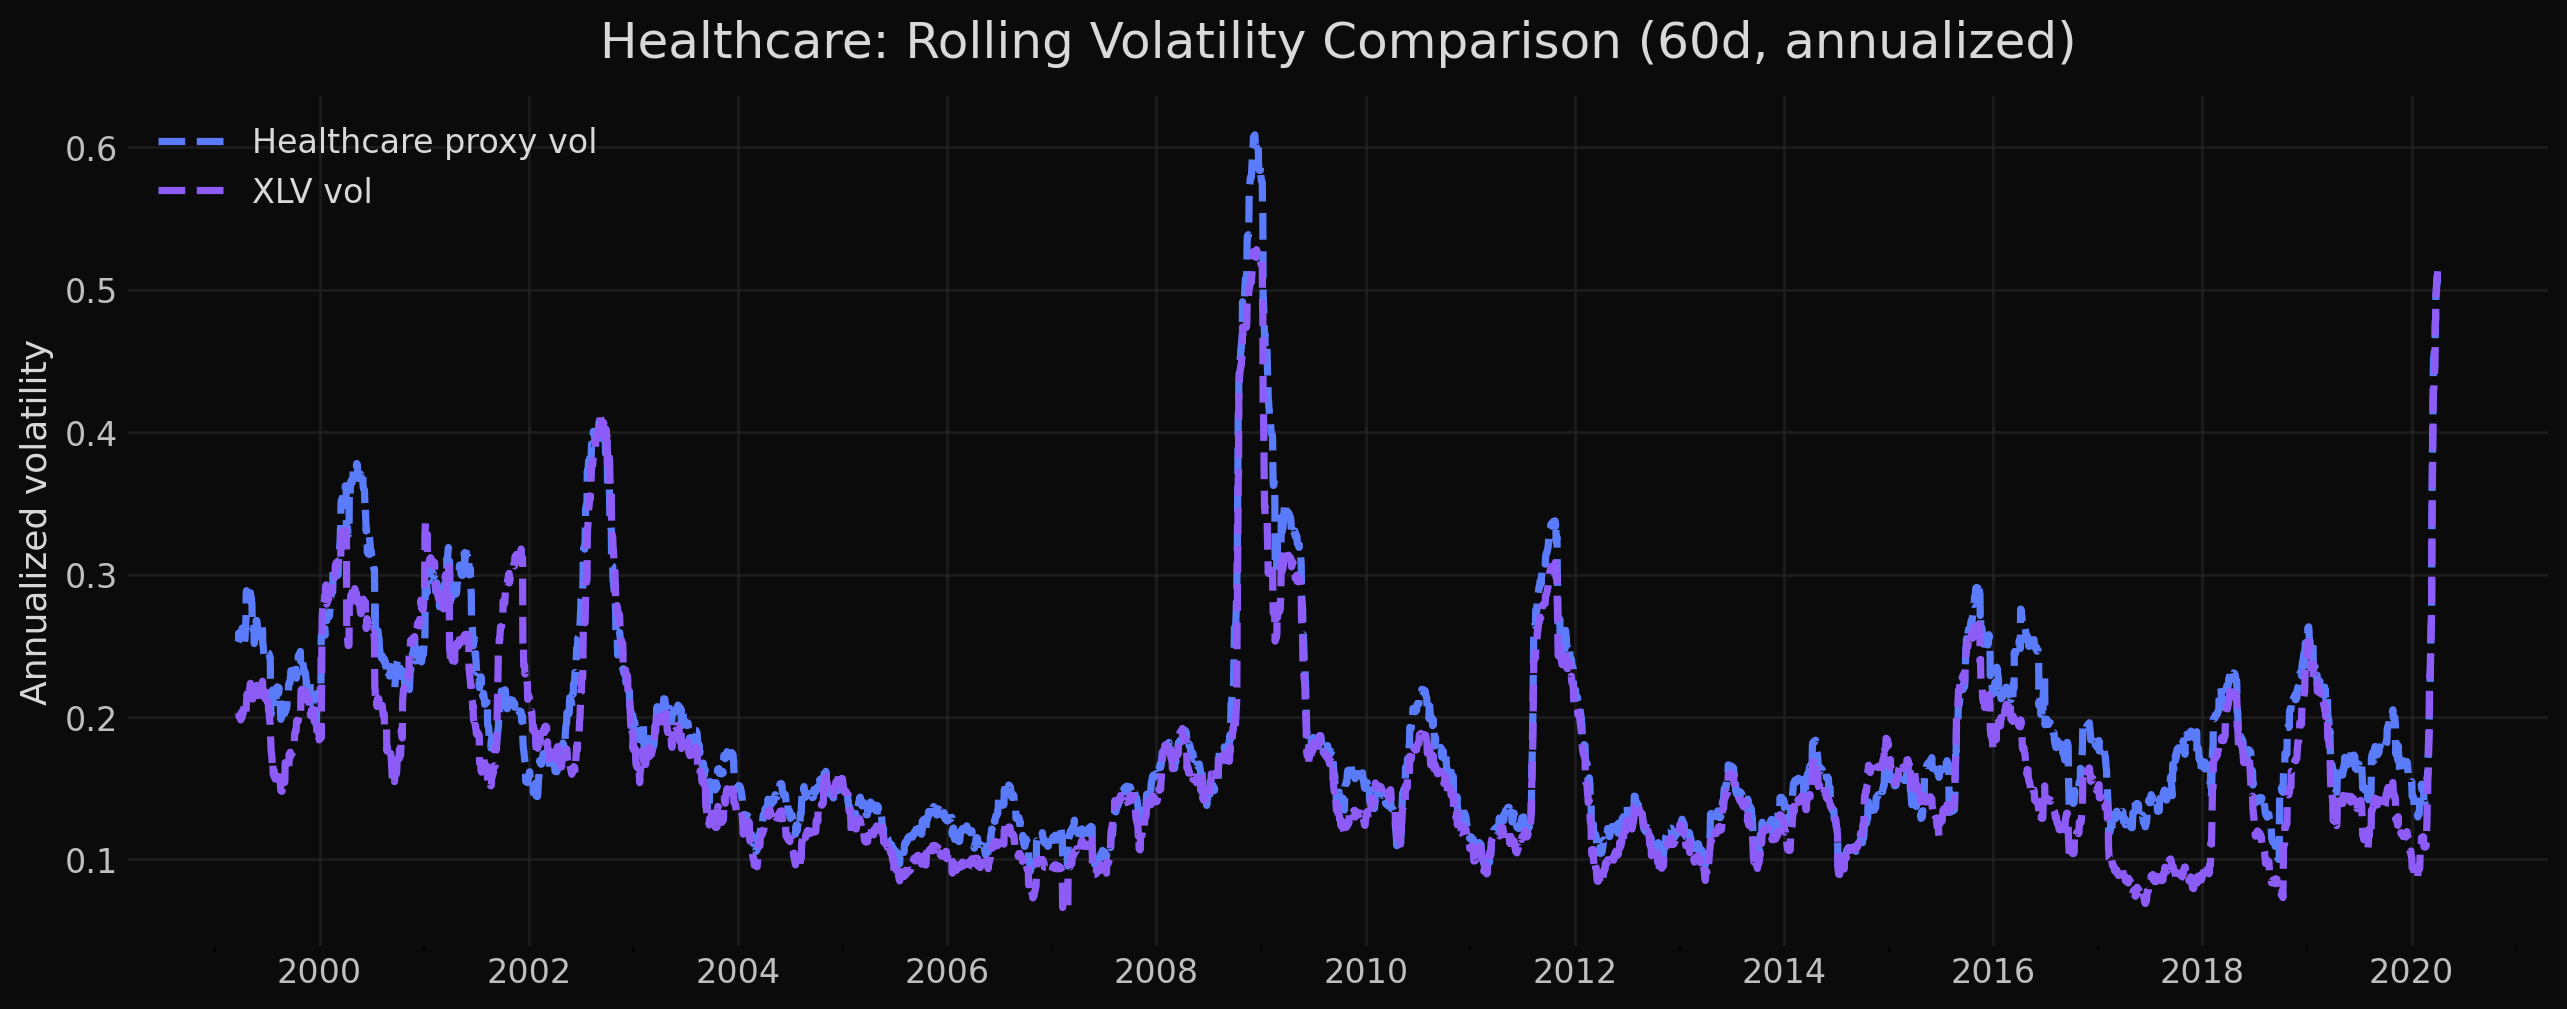 Healthcare: Rolling Volatility Comparison (60d, annualized)
Healthcare proxy vol
XLV vol
Annualized volatility
0.6
0.5
0.4
0.3
0.2
0.1
2000 2002 2004 2006 2008 2010 2012 2014 2016 2018 2020